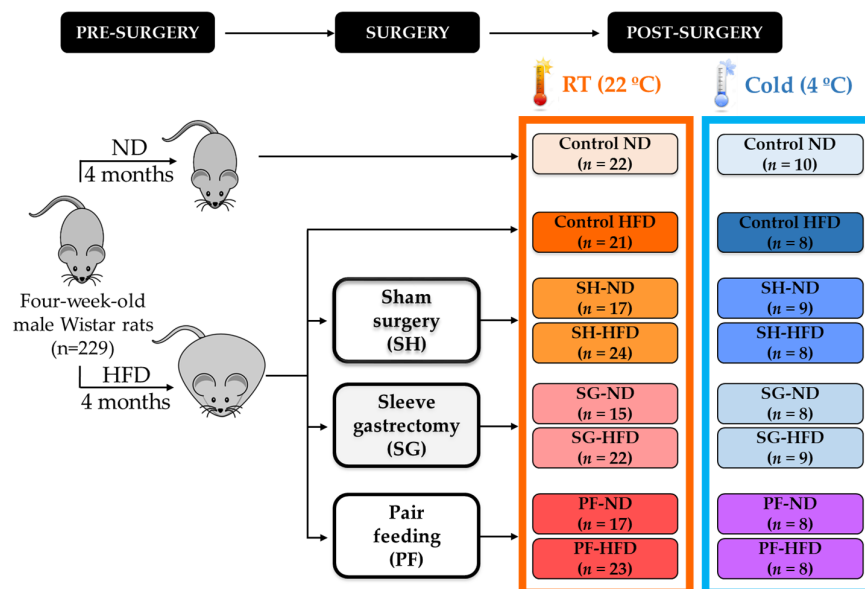 PRE-SURGERY
SURGERY
POST-SURGERY
RT (22 ºC)
Cold (4 ºC)
ND
4 months
Four-week-old
male Wistar rats
(n=229)
HFD
4 months
Sham
surgery
(SH)
Sleeve
gastrectomy
(SG)
Pair
feeding
(PF)
Control ND
(n = 22)
Control HFD
(n = 21)
SH-ND
(n = 17)
SH-HFD
(n = 24)
SG-ND
(n = 15)
SG-HFD
(n = 22)
PF-ND
(n = 17)
PF-HFD
(n = 23)
Control ND
(n = 10)
Control HFD
(n = 8)
SH-ND
(n = 9)
SH-HFD
(n = 8)
SG-ND
(n = 8)
SG-HFD
(n = 9)
PF-ND
(n = 8)
PF-HFD
(n = 8)